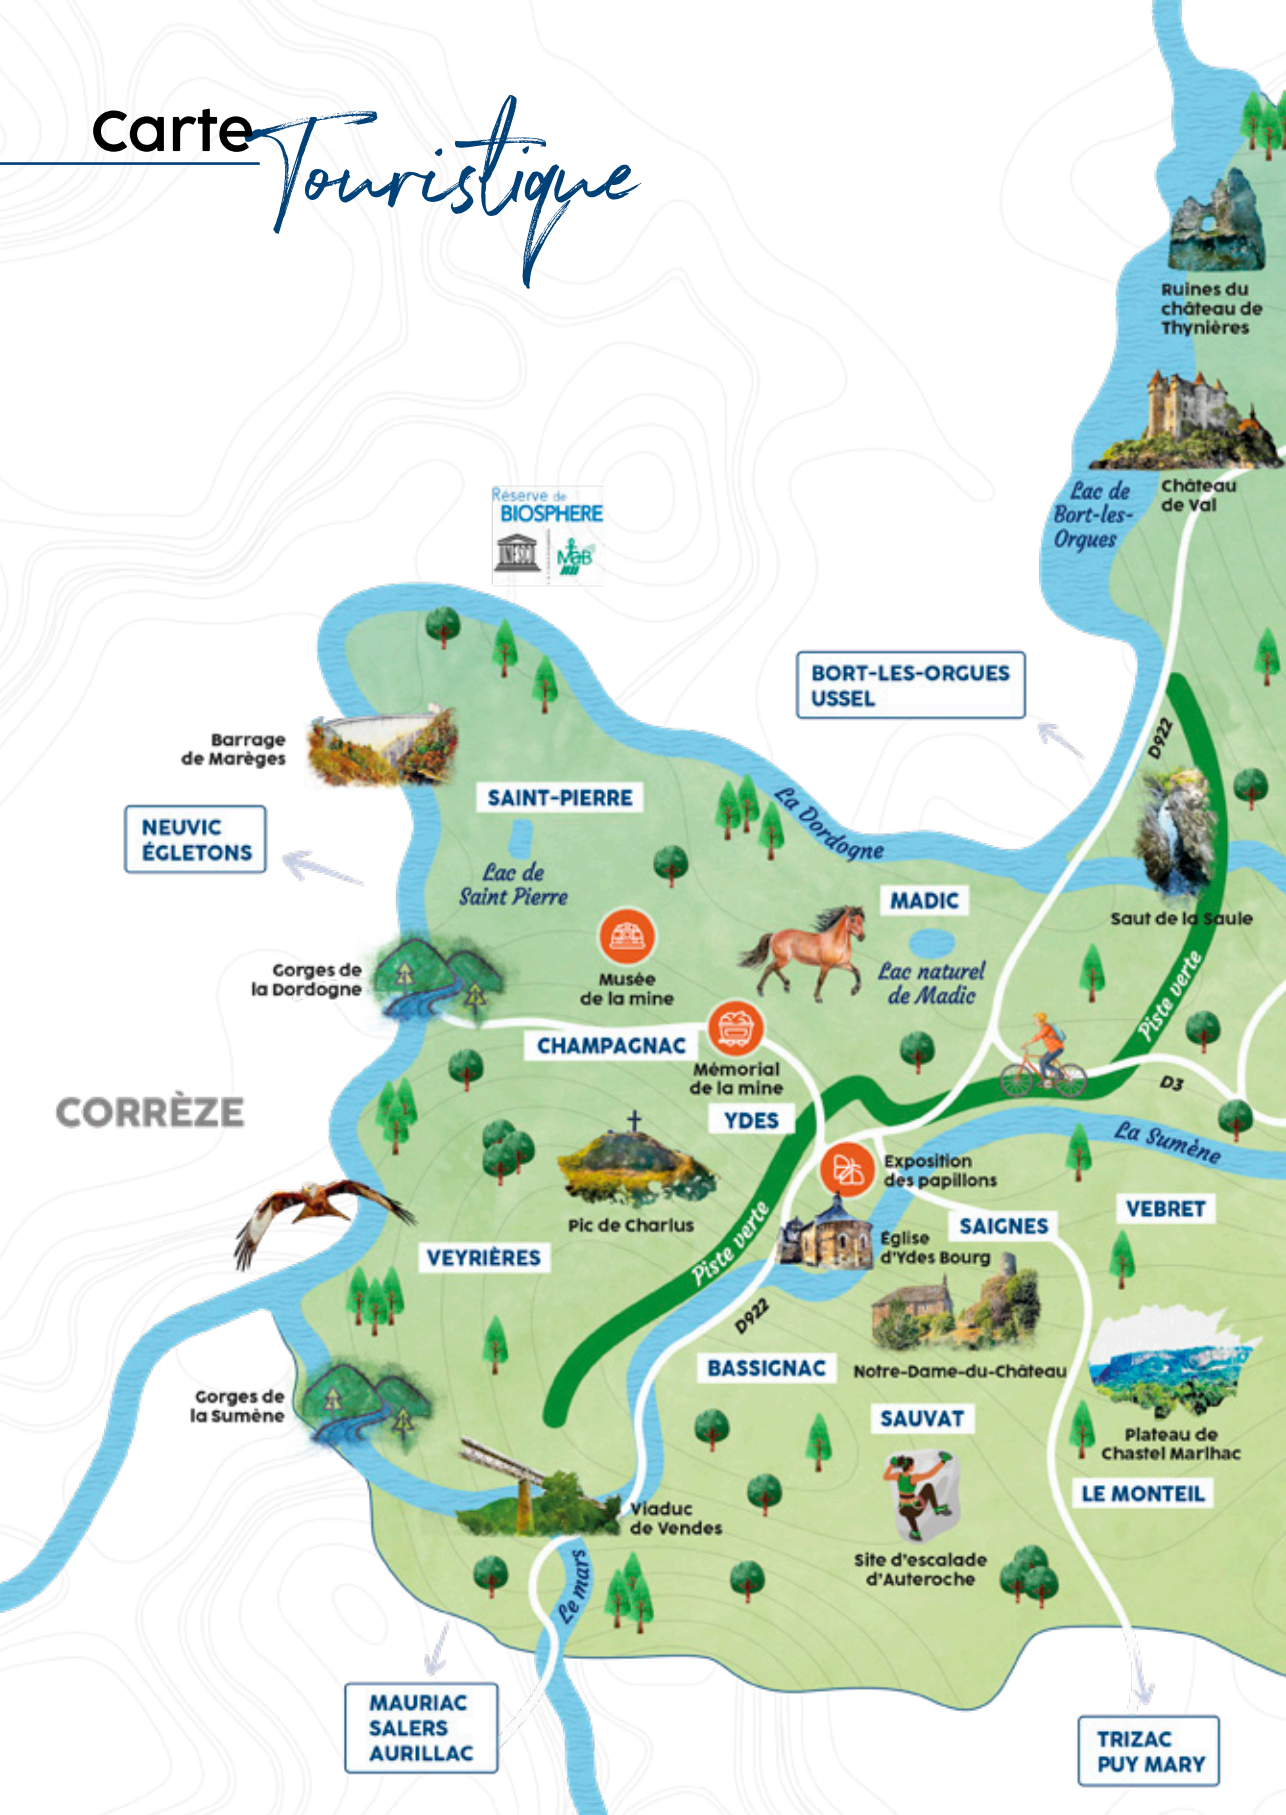 Carte
Touristique
Ruines du
château de
Thynières
Château
de Val
Lac de
Bort-les-
Orgues
Réserve de
BIOSPHERE
UNESCO
MaB
BORT-LES-ORGUES
USSEL
D922
Barrage
de Marèges
SAINT-PIERRE
La Dordogne
NEUVIC
ÉGLETONS
Lac de
Saint Pierre
MADIC
Saut de la Saule
Gorges de
la Dordogne
Musée
de la mine
Lac naturel
de Madic
Piste verte
CHAMPAGNAC
Mémorial
de la mine
D3
CORRÈZE
YDES
La Sumène
Exposition
des papillons
Pic de Charlus
VEBRET
SAIGNES
Église
d'Ydes Bourg
VEYRIÈRES
Piste verte
D922
BASSIGNAC
Notre-Dame-du-Château
Gorges de
la Sumène
SAUVAT
Plateau de
Chastel Marlhac
LE MONTEIL
Viaduc
de Vendes
Site d'escalade
d'Auteroche
Le mars
MAURIAC
SALERS
AURILLAC
TRIZAC
PUY MARY